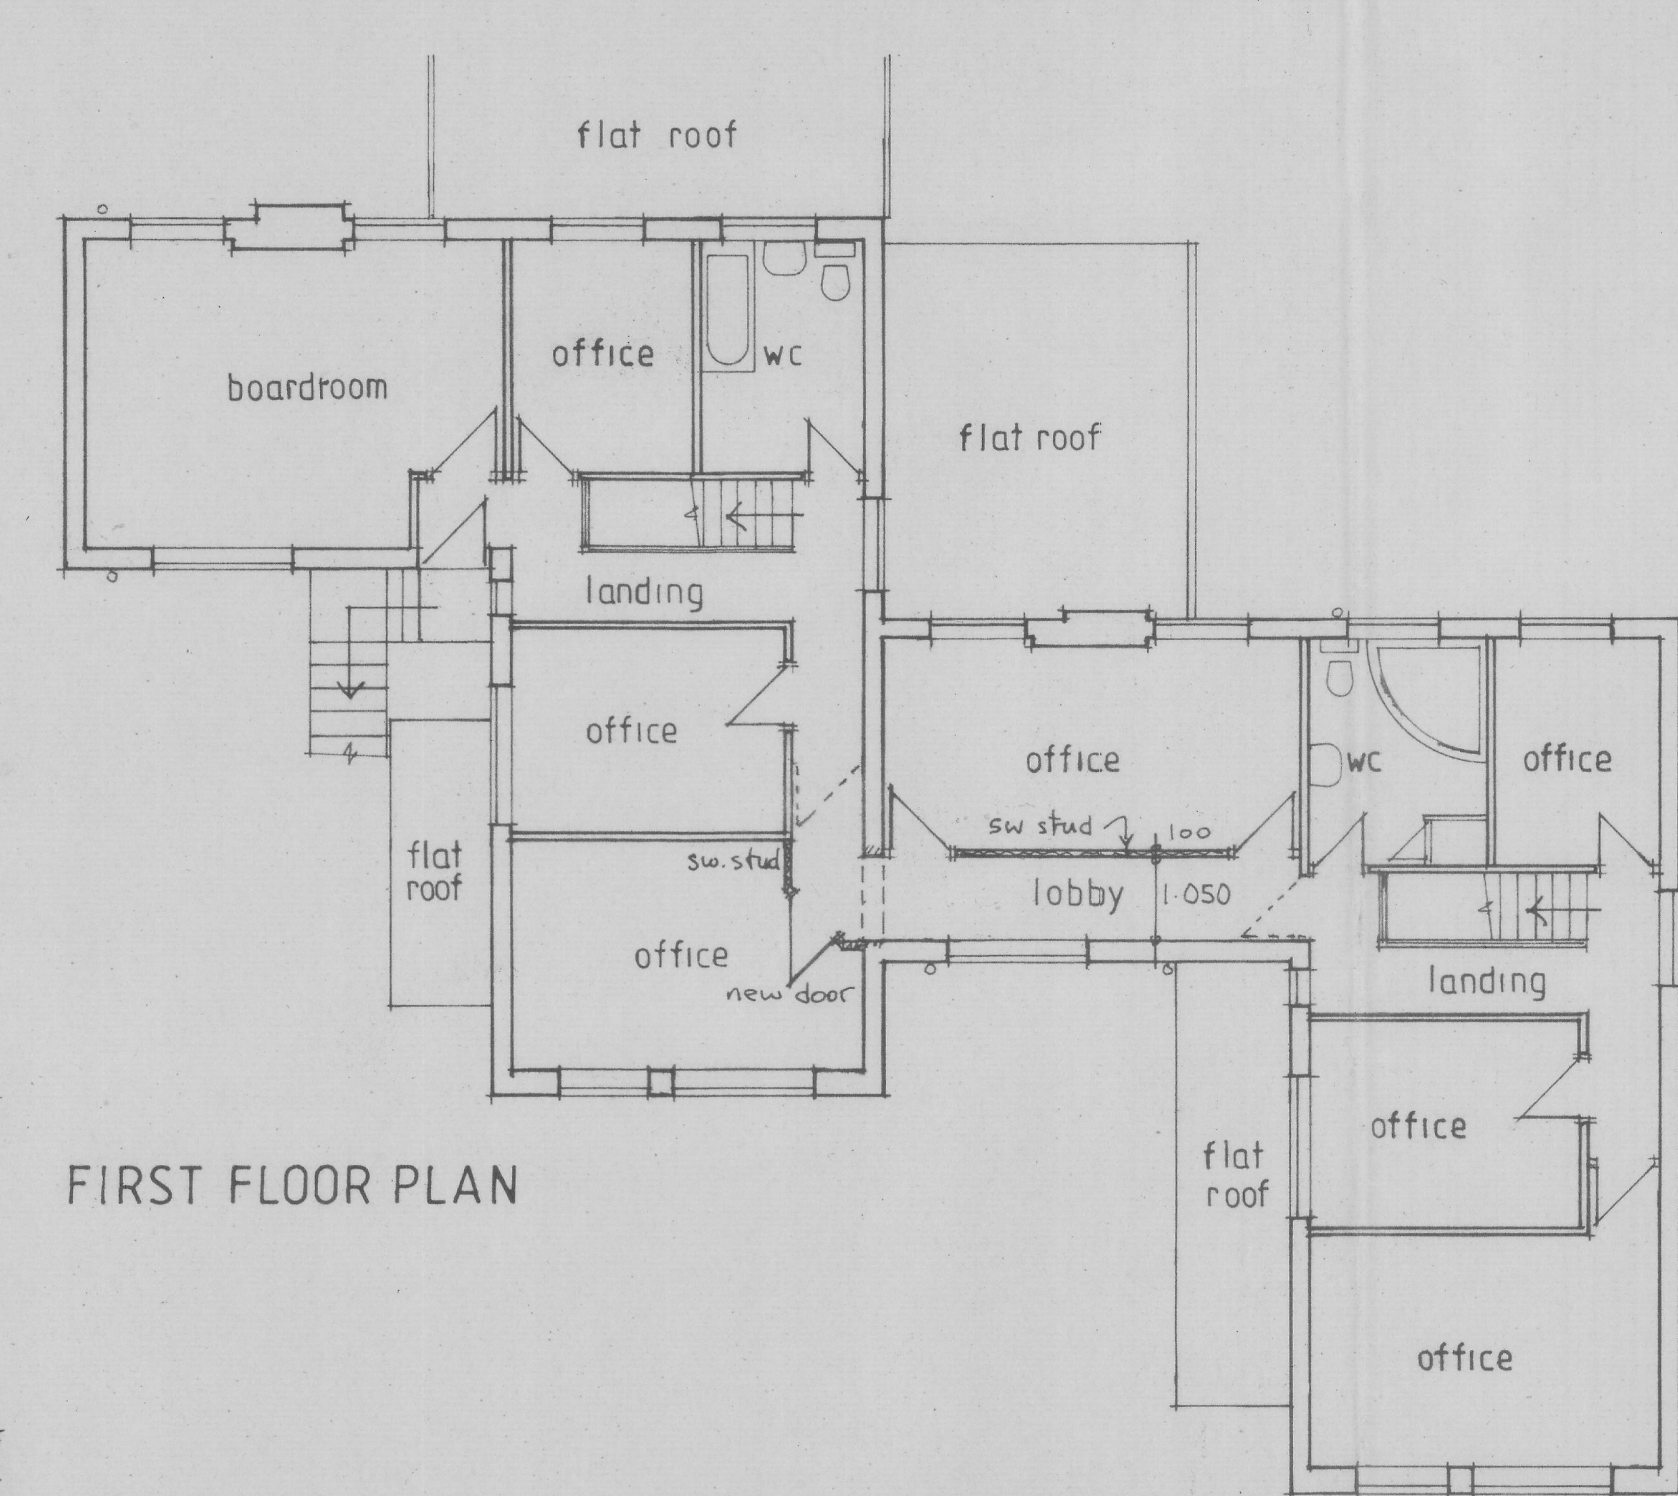 flat roof
boardroom
office
WC
flat roof
landing
office
flat
roof
sw.stud
office
new door
office
sw stud
100
lobby
1.050
WC
office
landing
office
flat
roof
office
FIRST FLOOR PLAN